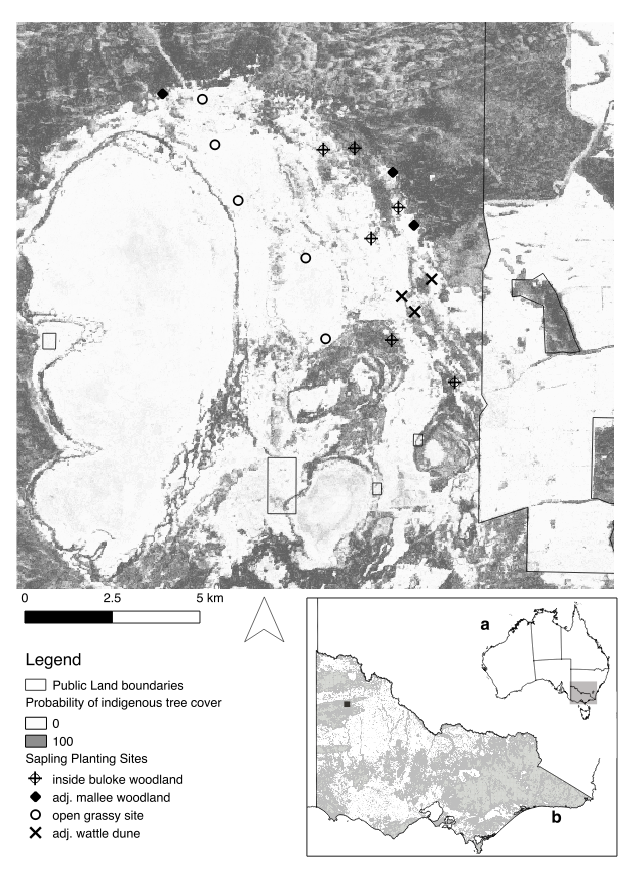 0 2.5 5 km
Legend
Public Land boundaries
Probability of indigenous tree cover
0
100
Sapling Planting Sites
inside buloke woodland
adj. mallee woodland
open grassy site
adj. wattle dune
a
b